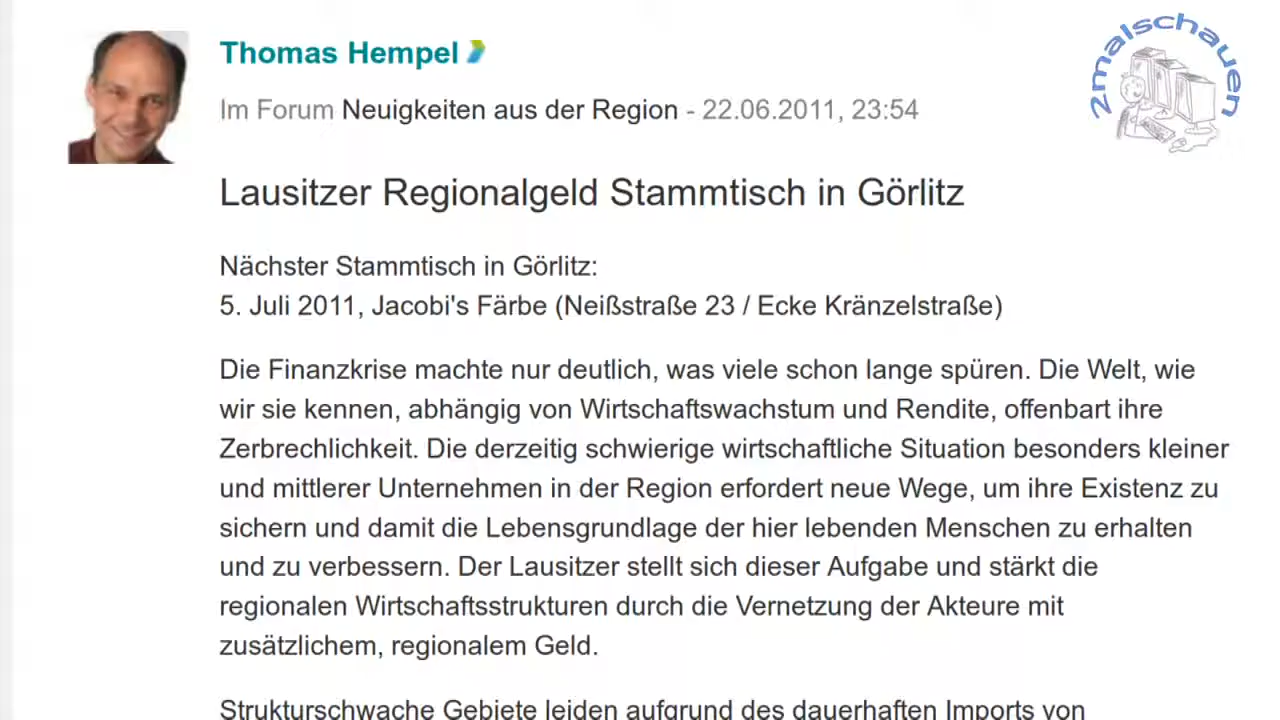 Thomas Hempel
2malschauen
Im Forum Neuigkeiten aus der Region - 22.06.2011, 23:54
Lausitzer Regionalgeld Stammtisch in Görlitz
Nächster Stammtisch in Görlitz:
5. Juli 2011, Jacobi's Färbe (Neißstraße 23 / Ecke Kränzelstraße)
Die Finanzkrise machte nur deutlich, was viele schon lange spüren. Die Welt, wie
wir sie kennen, abhängig von Wirtschaftswachstum und Rendite, offenbart ihre
Zerbrechlichkeit. Die derzeitig schwierige wirtschaftliche Situation besonders kleiner
und mittlerer Unternehmen in der Region erfordert neue Wege, um ihre Existenz zu
sichern und damit die Lebensgrundlage der hier lebenden Menschen zu erhalten
und zu verbessern. Der Lausitzer stellt sich dieser Aufgabe und stärkt die
regionalen Wirtschaftsstrukturen durch die Vernetzung der Akteure mit
zusätzlichem, regionalem Geld.
Strukturschwache Gebiete leiden aufgrund des dauerhaften Imports von